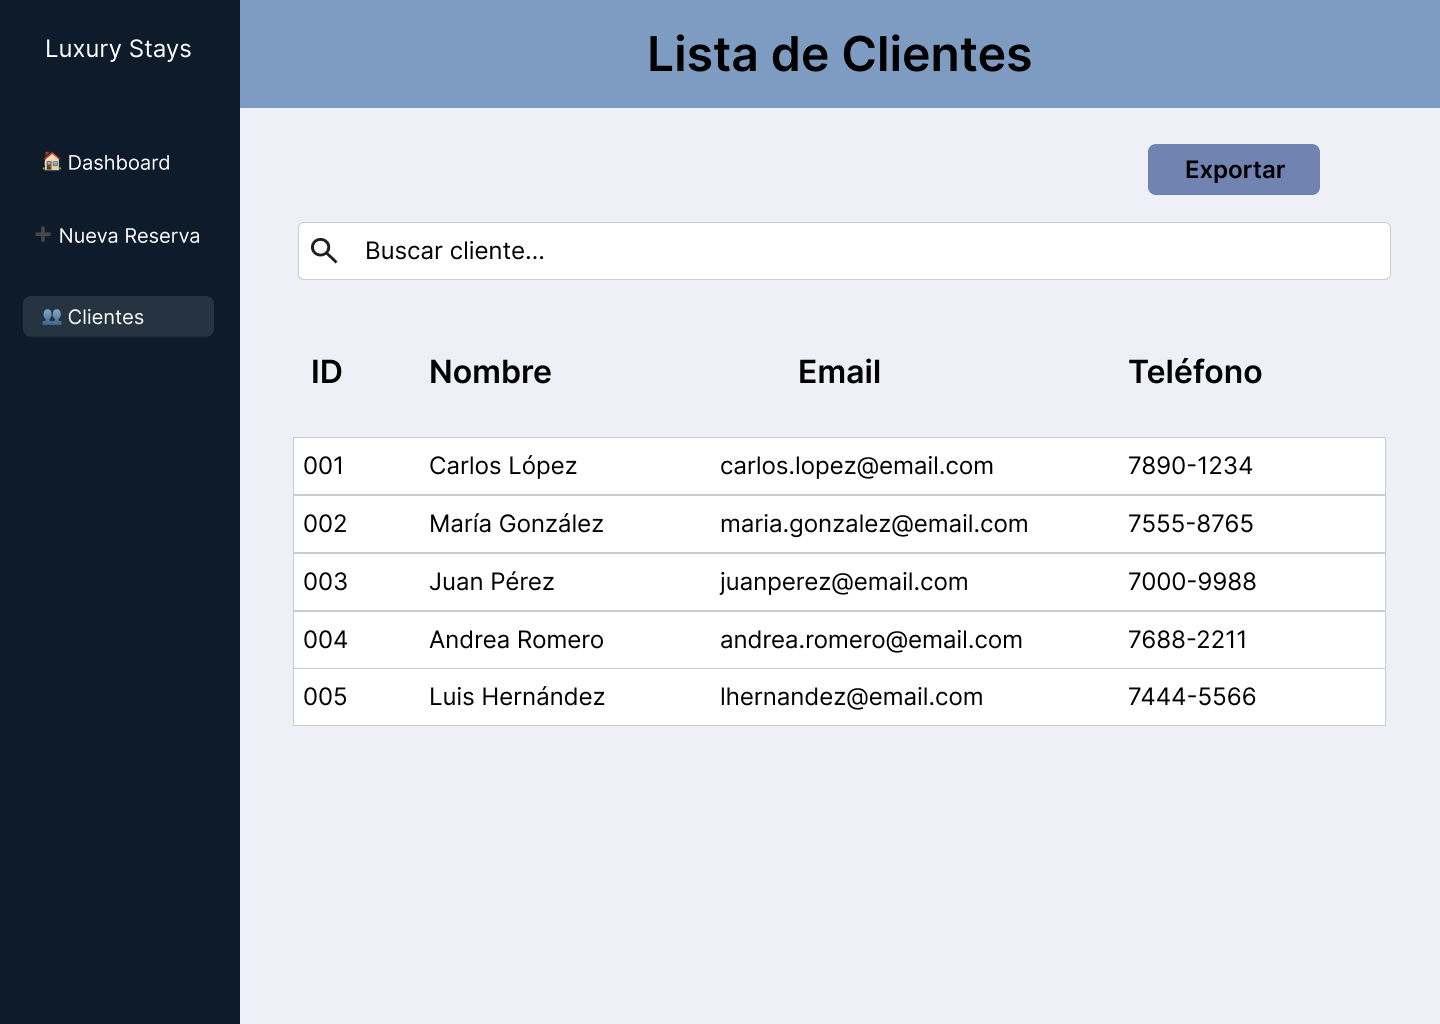 Luxury Stays
🏠 Dashboard
➕ Nueva Reserva
👥 Clientes
Lista de Clientes
Exportar
Buscar cliente...
ID Nombre Email Teléfono
001 Carlos López carlos.lopez@email.com 7890-1234
002 María González maria.gonzalez@email.com 7555-8765
003 Juan Pérez juanperez@email.com 7000-9988
004 Andrea Romero andrea.romero@email.com 7688-2211
005 Luis Hernández lhernandez@email.com 7444-5566